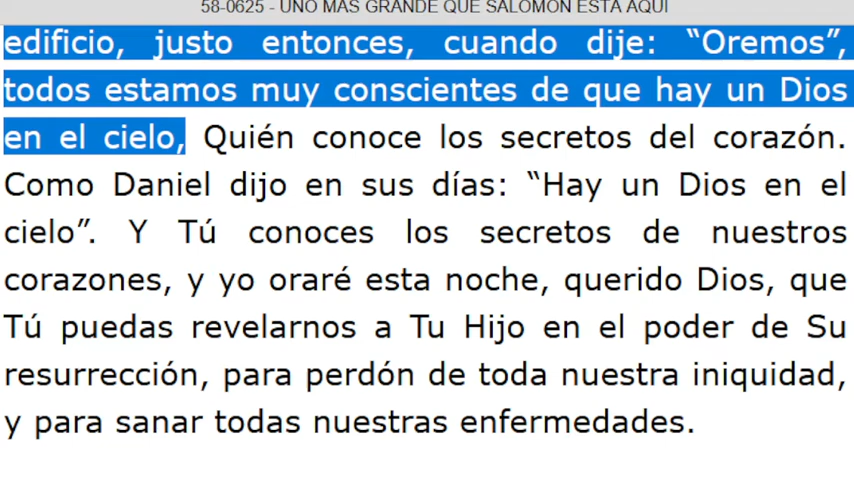 58-0625 - UNO MAS GRANDE QUE SALOMON ESTA AQUI
edificio, justo entonces, cuando dije: “Oremos”,
todos estamos muy conscientes de que hay un Dios
en el cielo, Quién conoce los secretos del corazón.
Como Daniel dijo en sus días: “Hay un Dios en el
cielo”. Y Tú conoces los secretos de nuestros
corazones, y yo oraré esta noche, querido Dios, que
Tú puedas revelarnos a Tu Hijo en el poder de Su
resurrección, para perdón de toda nuestra iniquidad,
y para sanar todas nuestras enfermedades.